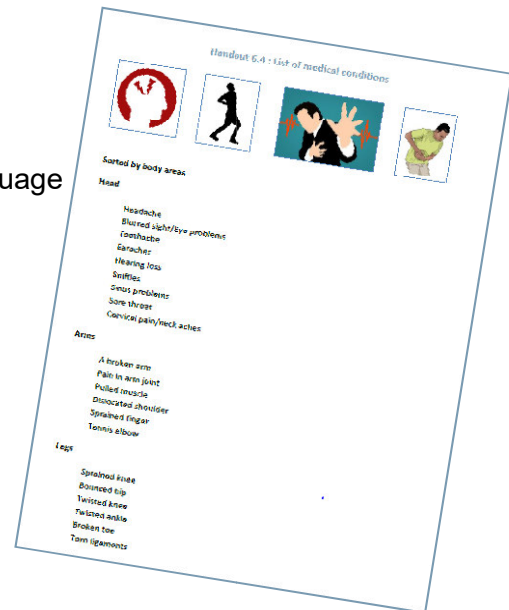 uage
Handout 6.4 : List of medical conditions
Sorted by body areas
Head
Headache
Blurred sight/Eye problems
Toothache
Earaches
Hearing loss
Sniffles
Sinus problems
Sore throat
Cervical pain/neck aches
Arms
A broken arm
Pain in arm joint
Pulled muscle
Dislocated shoulder
Sprained finger
Tennis elbow
Legs
Sprained knee
Bounced hip
Twisted knee
Twisted ankle
Broken toe
Torn ligaments